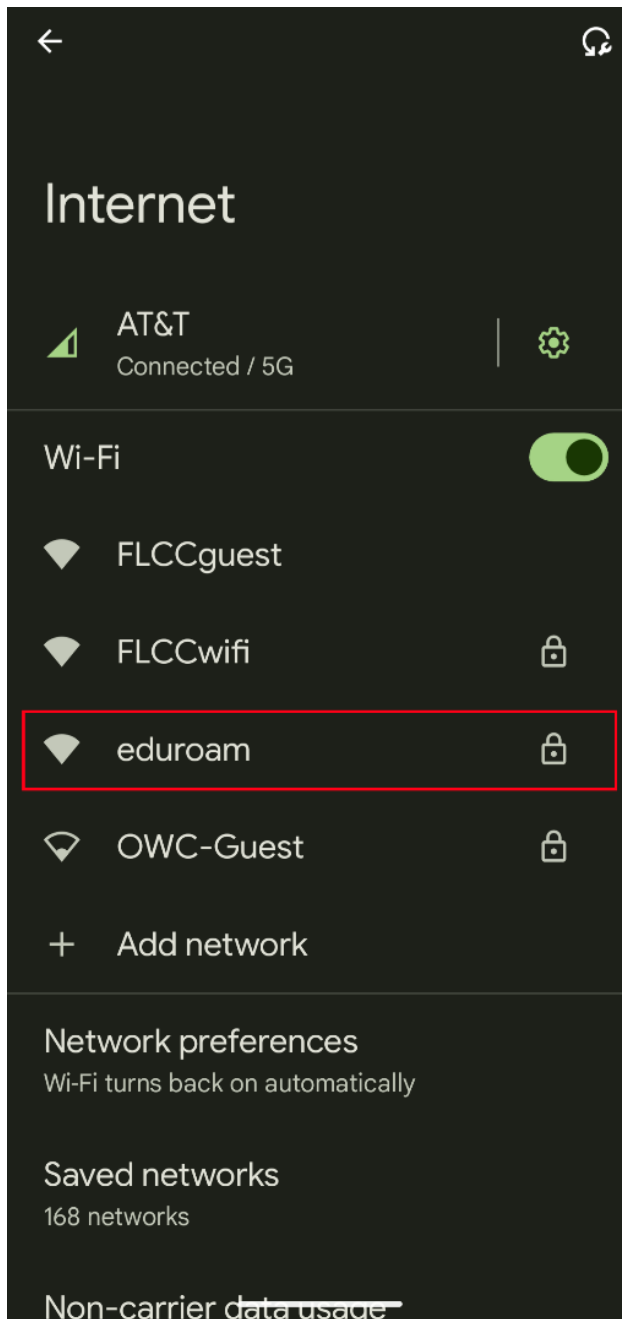 Internet
AT&T
Connected / 5G
Wi-Fi
FLCCguest
FLCCwifi
eduroam
OWC-Guest
Add network
Network preferences
Wi-Fi turns back on automatically
Saved networks
168 networks
Non-carrier data usage